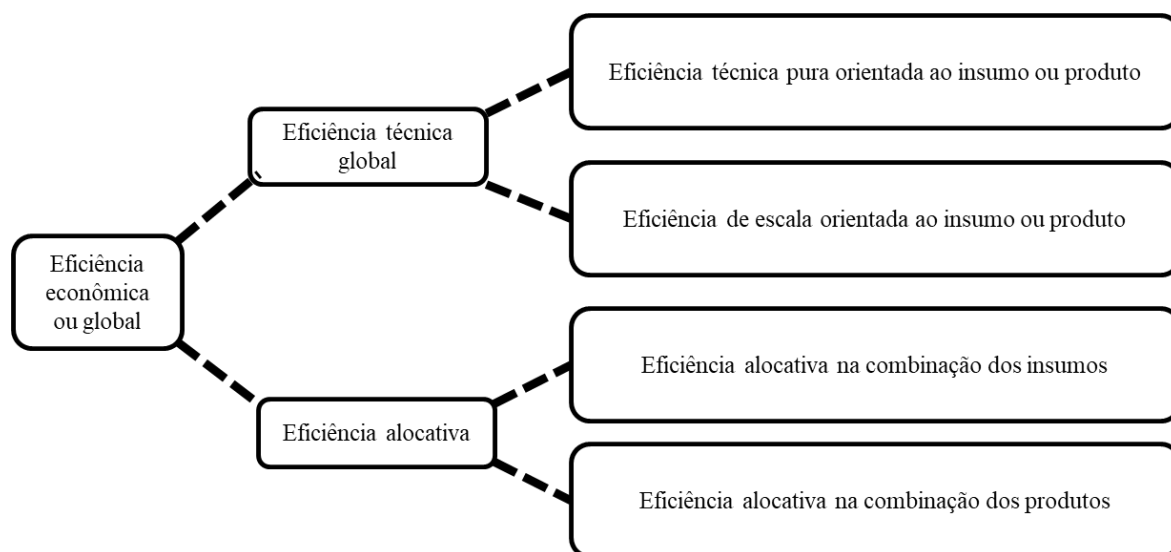 Eficiência técnica pura orientada ao insumo ou produto
Eficiência técnica
global
Eficiência de escala orientada ao insumo ou produto
Eficiência
econômica
ou global
Eficiência alocativa na combinação dos insumos
Eficiência alocativa
Eficiência alocativa na combinação dos produtos